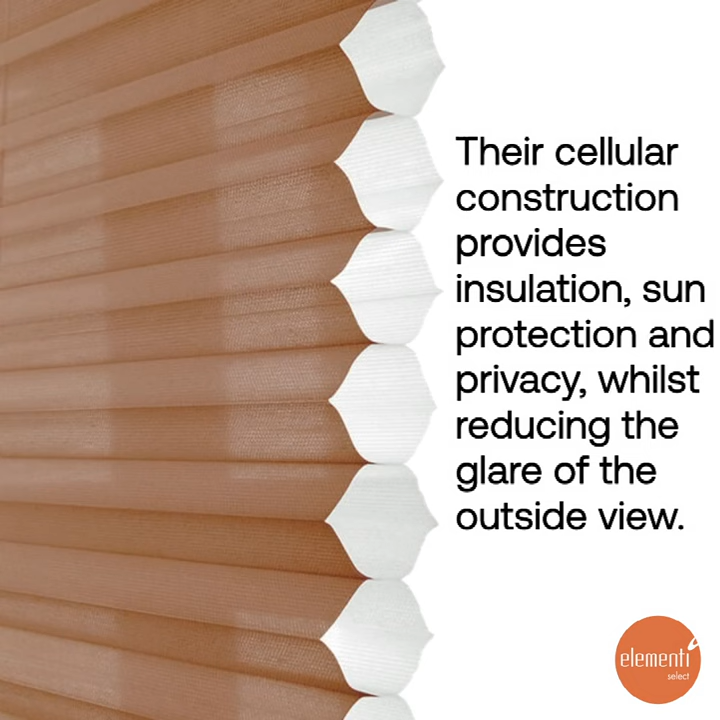 Their cellular
construction
provides
insulation, sun
protection and
privacy, whilst
reducing the
glare of the
outside view.
elementi
select